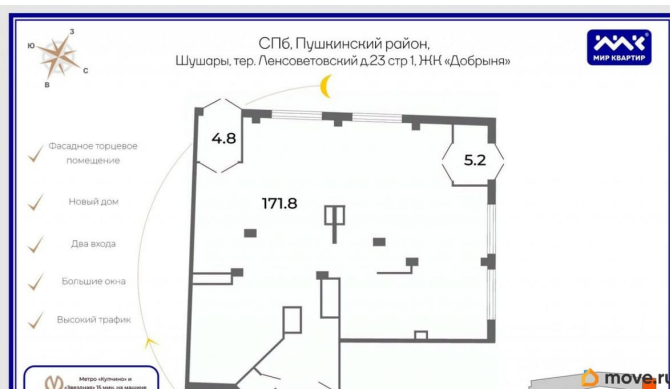 З
Ю
С
В
СПб, Пушкинский район,
Шушары, тер. Ленсоветовский д.23 стр 1, ЖК «Добрыня»
МИР КВАРТИР
Фасадное торцевое
помещение
Новый дом
Два входа
Большие окна
Высокий трафик
4.8
5.2
171.8
Метро «Купчино» и
«Звездная» 15 мин. на машине
move.ru